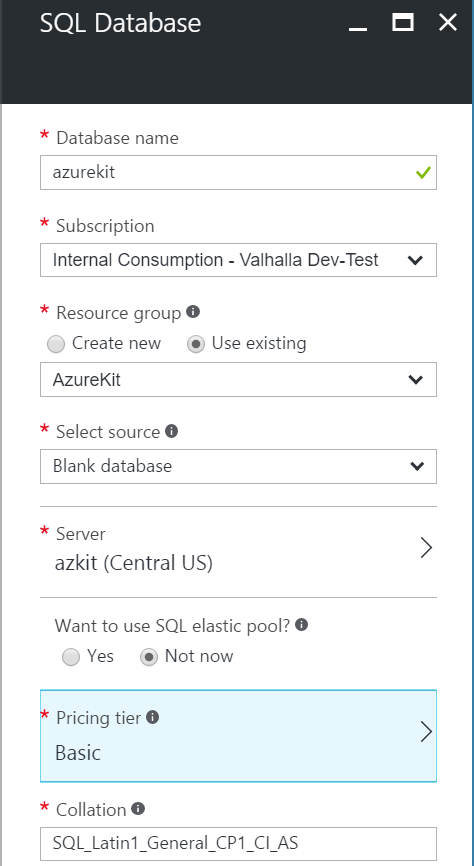 SQL Database
* Database name
azurekit
* Subscription
Internal Consumption - Valhalla Dev-Test
* Resource group
Create new Use existing
AzureKit
* Select source
Blank database
* Server
azkit (Central US)
Want to use SQL elastic pool?
Yes Not now
* Pricing tier
Basic
* Collation
SQL_Latin1_General_CP1_CI_AS